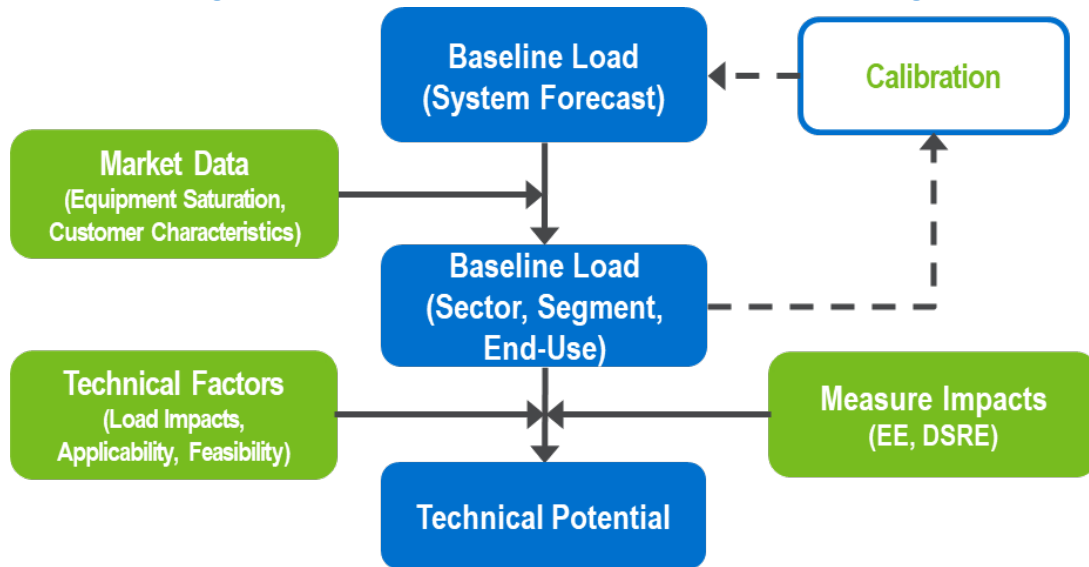 Baseline Load
(System Forecast)
Calibration
Market Data
(Equipment Saturation,
Customer Characteristics)
Baseline Load
(Sector, Segment,
End-Use)
Technical Factors
(Load Impacts,
Applicability, Feasibility)
Measure Impacts
(EE, DSRE)
Technical Potential